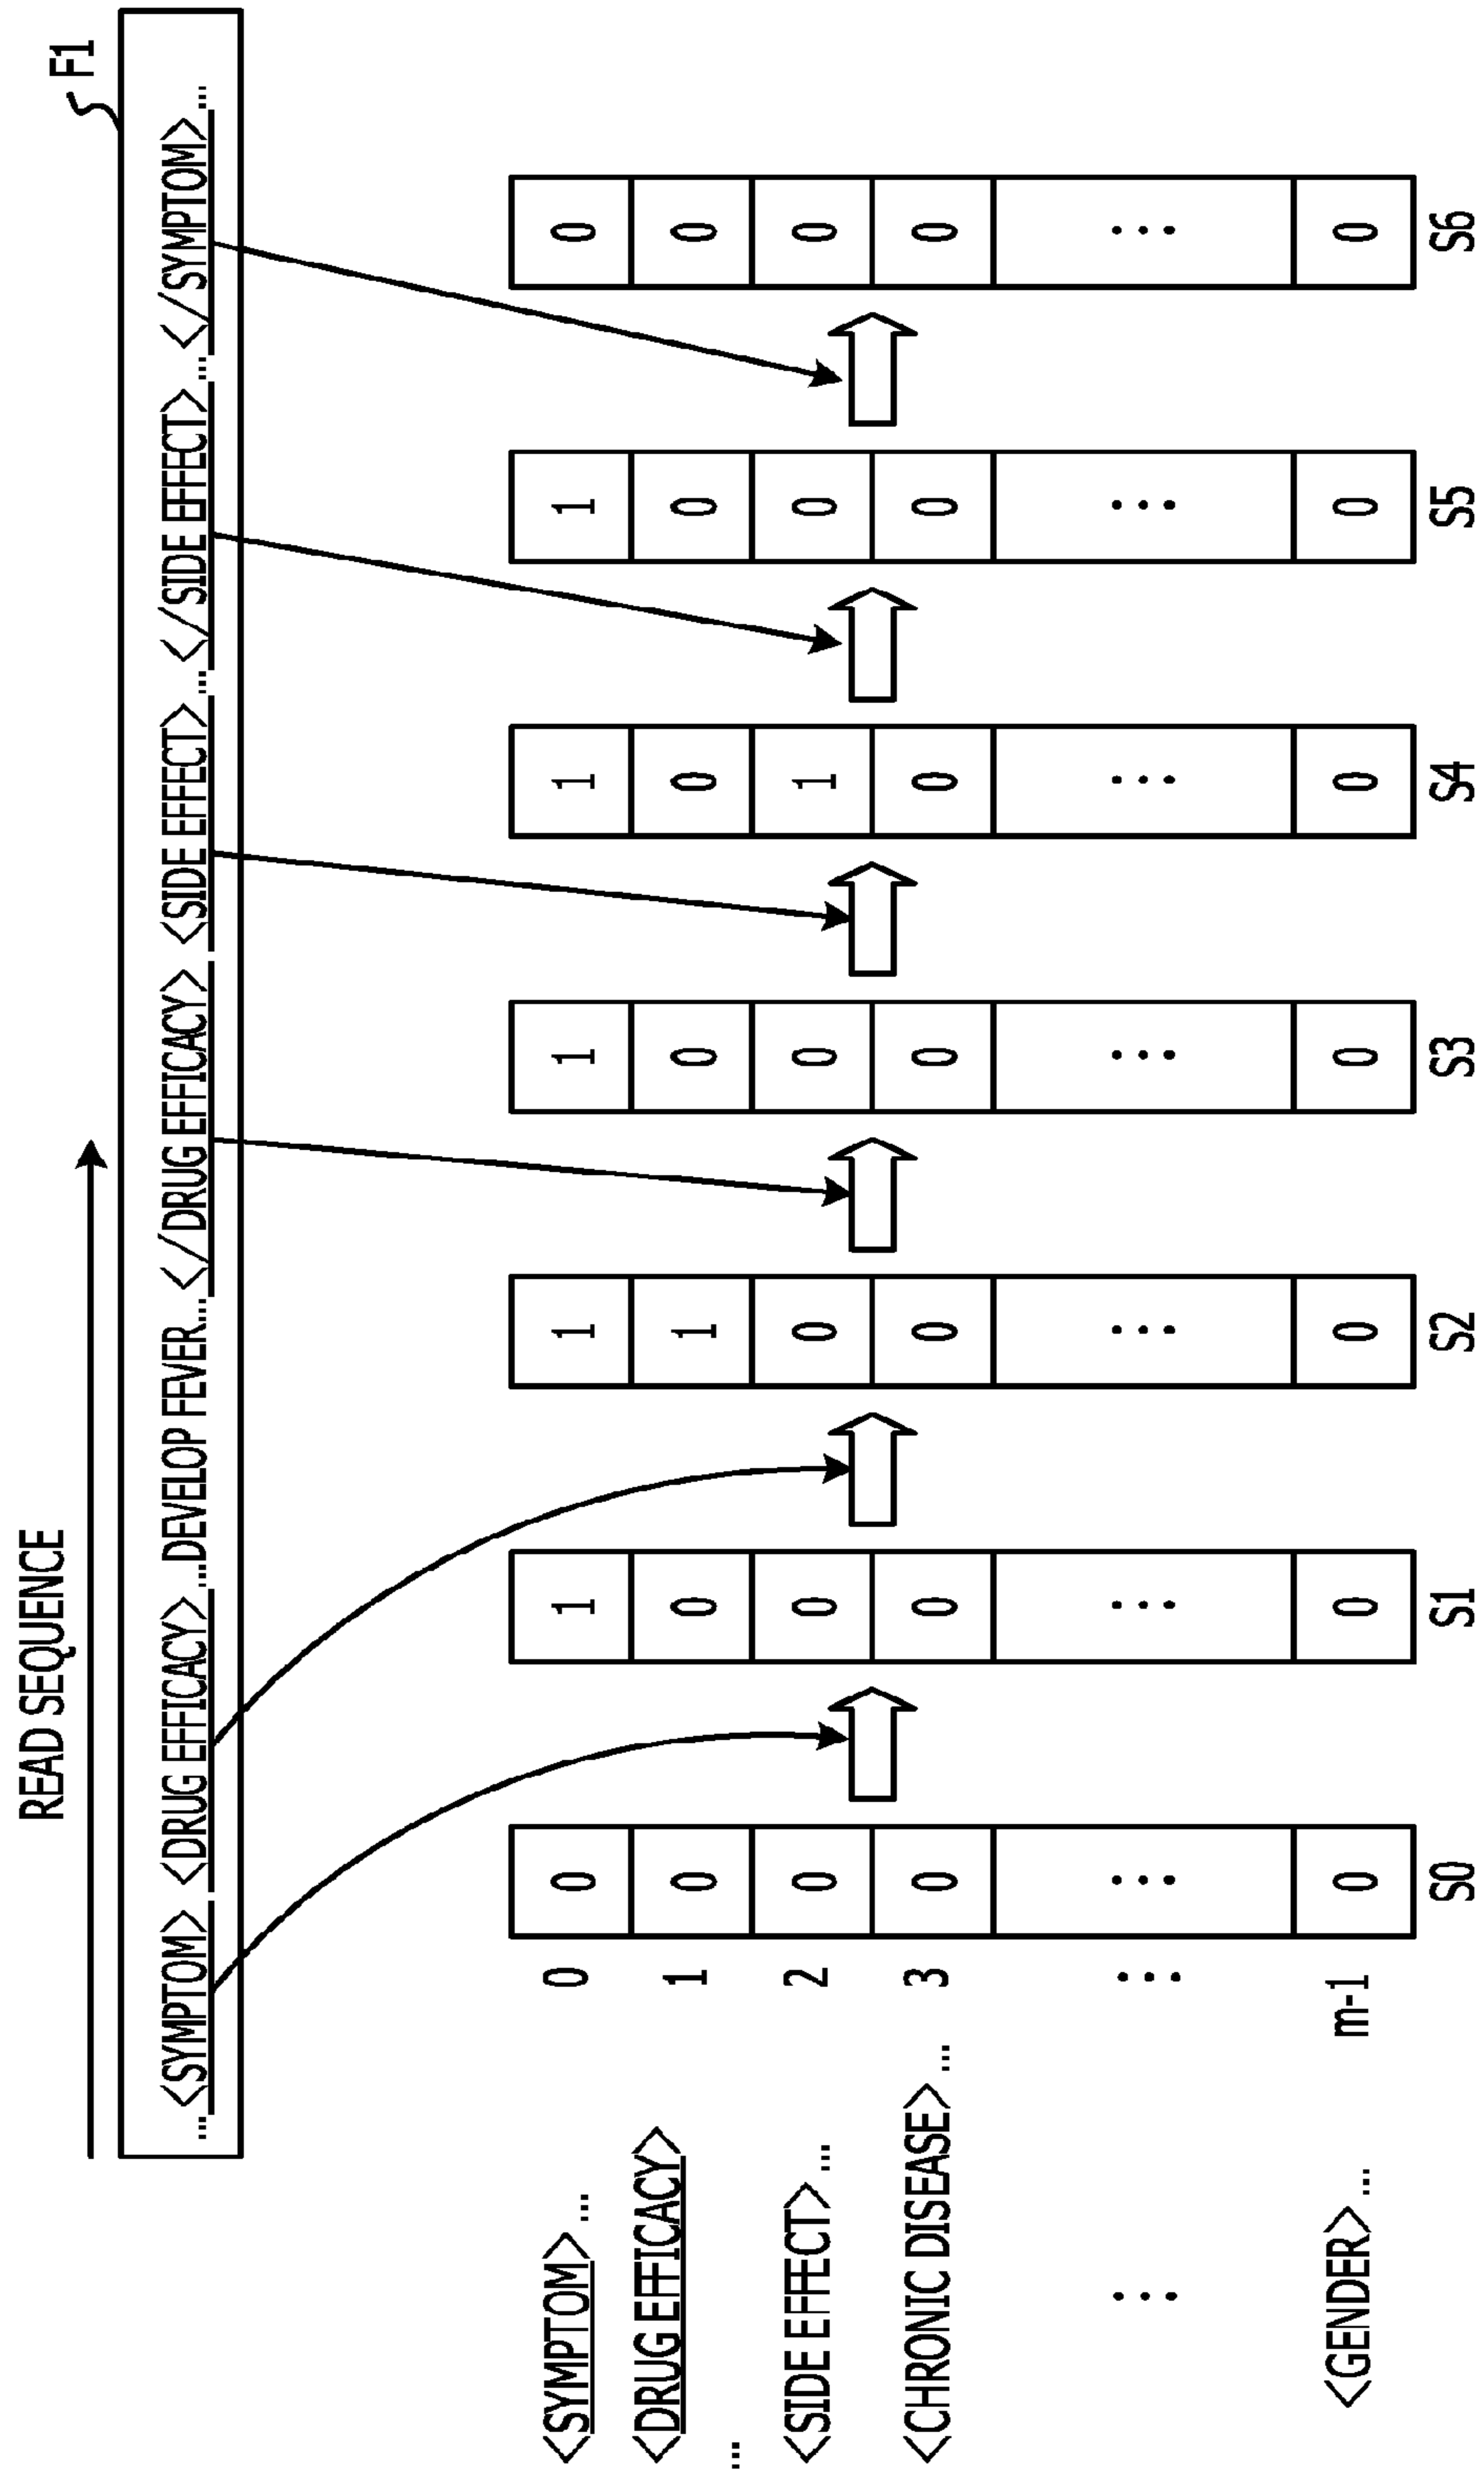 READ SEQUENCE
F1
...<SYMPTOM> <DRUG EFFICACY>...DEVELOP FEVER...</DRUG EFFICACY> <SIDE EFFECT>...</SIDE EFFECT>...</SYMPTOM>...
<SYMPTOM>... 0 0 1 1 1 1 1 0
<DRUG EFFICACY>... 1 0 0 1 0 0 0 0
<SIDE EFFECT>... 2 0 0 0 0 1 0 0
<CHRONIC DISEASE>... 3 0 0 0 0 0 0 0
... ... ... ... ... ... ... ... ...
<GENDER>... m-1 0 0 0 0 0 0 0
S0 S1 S2 S3 S4 S5 S6